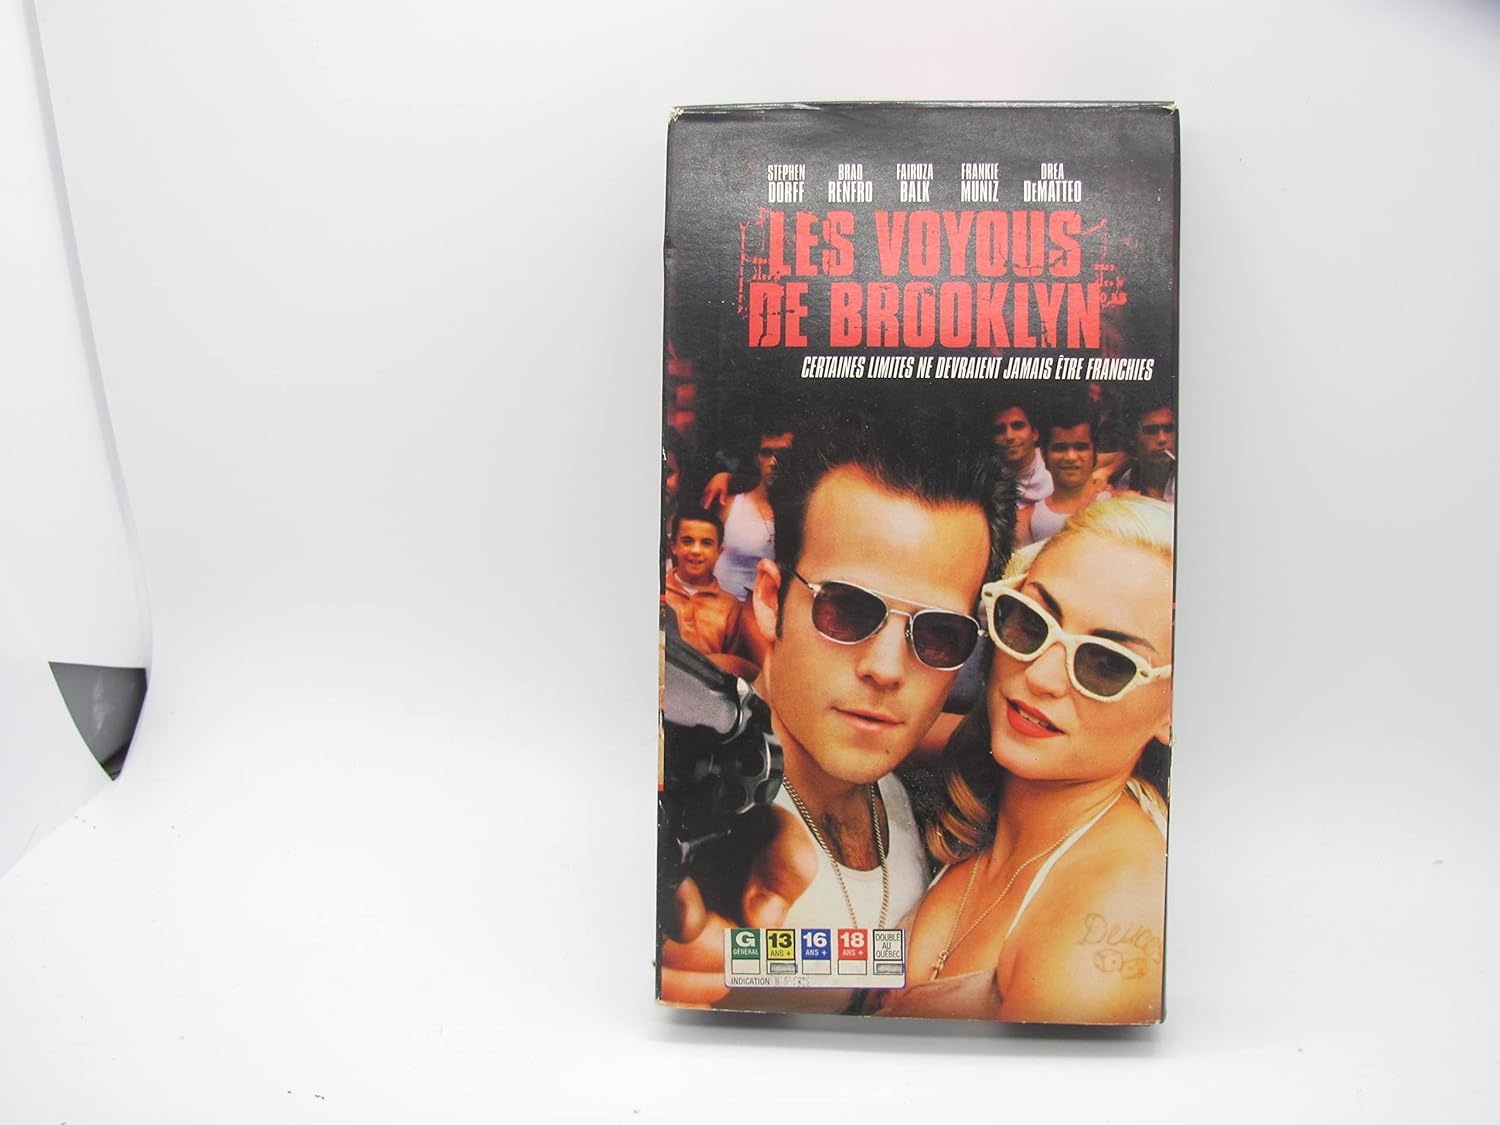 STEPHEN DORFF BRAD RENFRO FAIRUZA BALK FRANKIE MUNIZ DREA DeMATTEO
LES VOYOUS
DE BROOKLYN
CERTAINES LIMITES NE DEVRAIENT JAMAIS ÊTRE FRANCHIES
Deuces
G GÉNÉRAL 13 ANS + 16 ANS + 18 ANS + DOUBLÉ AU QUÉBEC
INDICATION